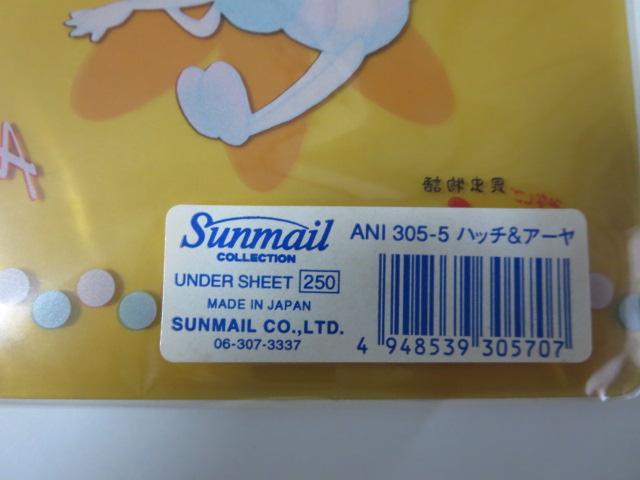 Sunmail
COLLECTION
ANI 305-5 ハッチ&アーヤ
UNDER SHEET 250
MADE IN JAPAN
SUNMAIL CO.,LTD.
06-307-3337
4 948539 305707